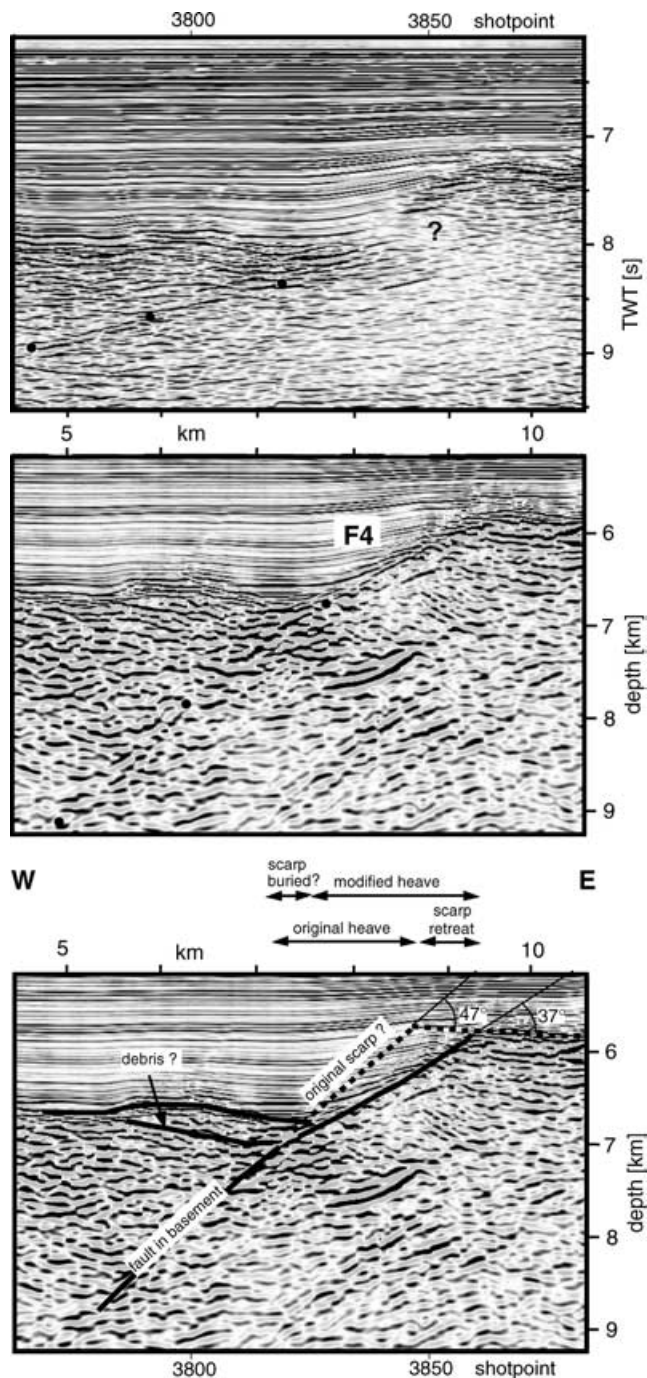 3800 3850 shotpoint
7
?
8
TWT [s]
9
5 km 10
6
F4
7
depth [km]
8
9
W E
scarp
buried? modified heave
original heave scarp
retreat
5 km 10
47° 37°
original scarp ?
6
debris ?
7
depth [km]
fault in basement
8
9
3800 3850 shotpoint